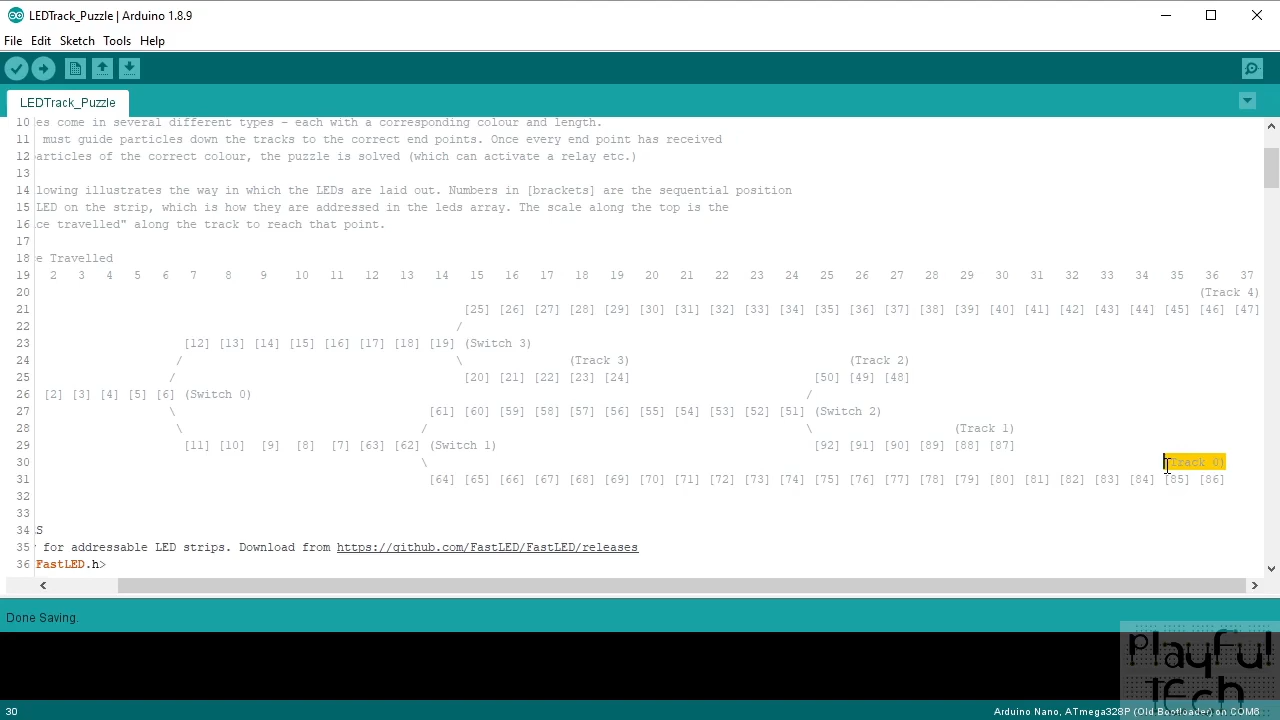 LEDTrack_Puzzle | Arduino 1.8.9
File Edit Sketch Tools Help
LEDTrack_Puzzle
10 es come in several different types - each with a corresponding colour and length.
11 must guide particles down the tracks to the correct end points. Once every end point has received
12 articles of the correct colour, the puzzle is solved (which can activate a relay etc.)
13
14 lowing illustrates the way in which the LEDs are laid out. Numbers in [brackets] are the sequential position
15 LED on the strip, which is how they are addressed in the leds array. The scale along the top is the
16 ce travelled" along the track to reach that point.
17
18 e Travelled
19 2 3 4 5 6 7 8 9 10 11 12 13 14 15 16 17 18 19 20 21 22 23 24 25 26 27 28 29 30 31 32 33 34 35 36 37
20 (Track 4)
21 [25] [26] [27] [28] [29] [30] [31] [32] [33] [34] [35] [36] [37] [38] [39] [40] [41] [42] [43] [44] [45] [46] [47]
22 /
23 [12] [13] [14] [15] [16] [17] [18] [19] (Switch 3)
24 / \ (Track 3) (Track 2)
25 / [20] [21] [22] [23] [24] [50] [49] [48]
26 [2] [3] [4] [5] [6] (Switch 0) /
27 \ [61] [60] [59] [58] [57] [56] [55] [54] [53] [52] [51] (Switch 2)
28 \ / \ (Track 1)
29 [11] [10] [9] [8] [7] [63] [62] (Switch 1) [92] [91] [90] [89] [88] [87]
30 \ (Track 0)
31 [64] [65] [66] [67] [68] [69] [70] [71] [72] [73] [74] [75] [76] [77] [78] [79] [80] [81] [82] [83] [84] [85] [86]
32
33
34 S
35 for addressable LED strips. Download from https://github.com/FastLED/FastLED/releases
36 FastLED.h>
Done Saving.
Playful
Tech
30 Arduino Nano, ATmega328P (Old Bootloader) on COM6